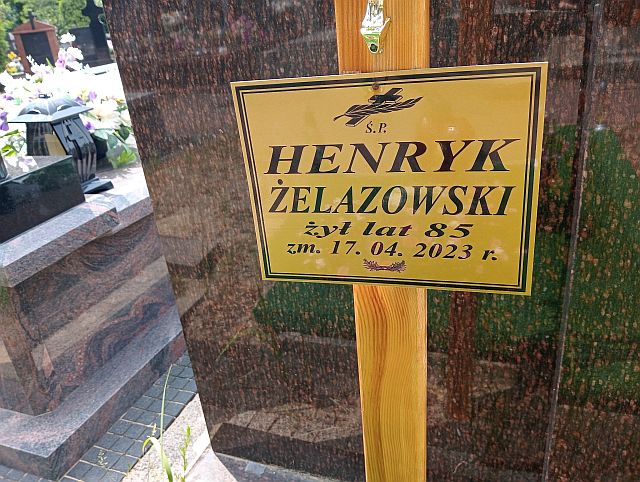 Ś.P.
HENRYK
ŻELAZOWSKI
żył lat 85
zm. 17. 04. 2023 r.